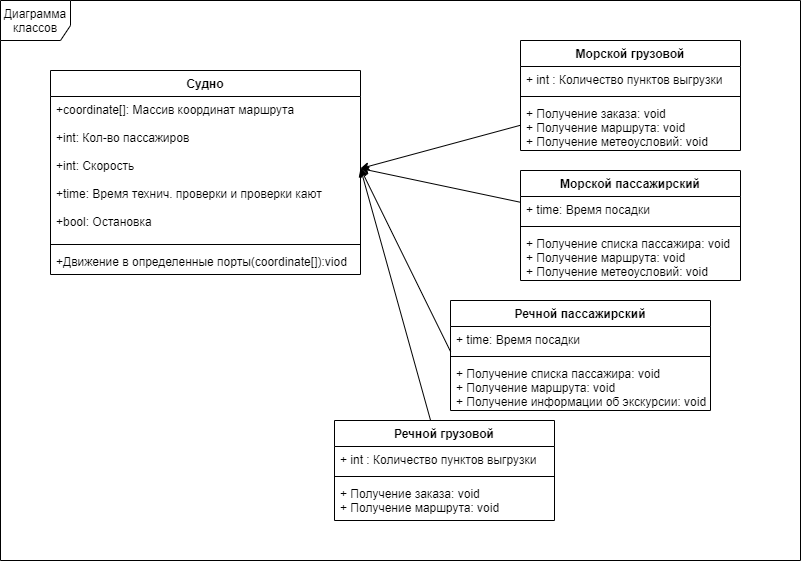 Диаграмма
классов
Судно
+coordinate[]: Массив координат маршрута
+int: Кол-во пассажиров
+int: Скорость
+time: Время технич. проверки и проверки кают
+bool: Остановка
+Движение в определенные порты(coordinate[]):viod
Морской грузовой
+ int : Количество пунктов выгрузки
+ Получение заказа: void
+ Получение маршрута: void
+ Получение метеоусловий: void
Морской пассажирский
+ time: Время посадки
+ Получение списка пассажира: void
+ Получение маршрута: void
+ Получение метеоусловий: void
Речной пассажирский
+ time: Время посадки
+ Получение списка пассажира: void
+ Получение маршрута: void
+ Получение информации об экскурсии: void
Речной грузовой
+ int : Количество пунктов выгрузки
+ Получение заказа: void
+ Получение маршрута: void